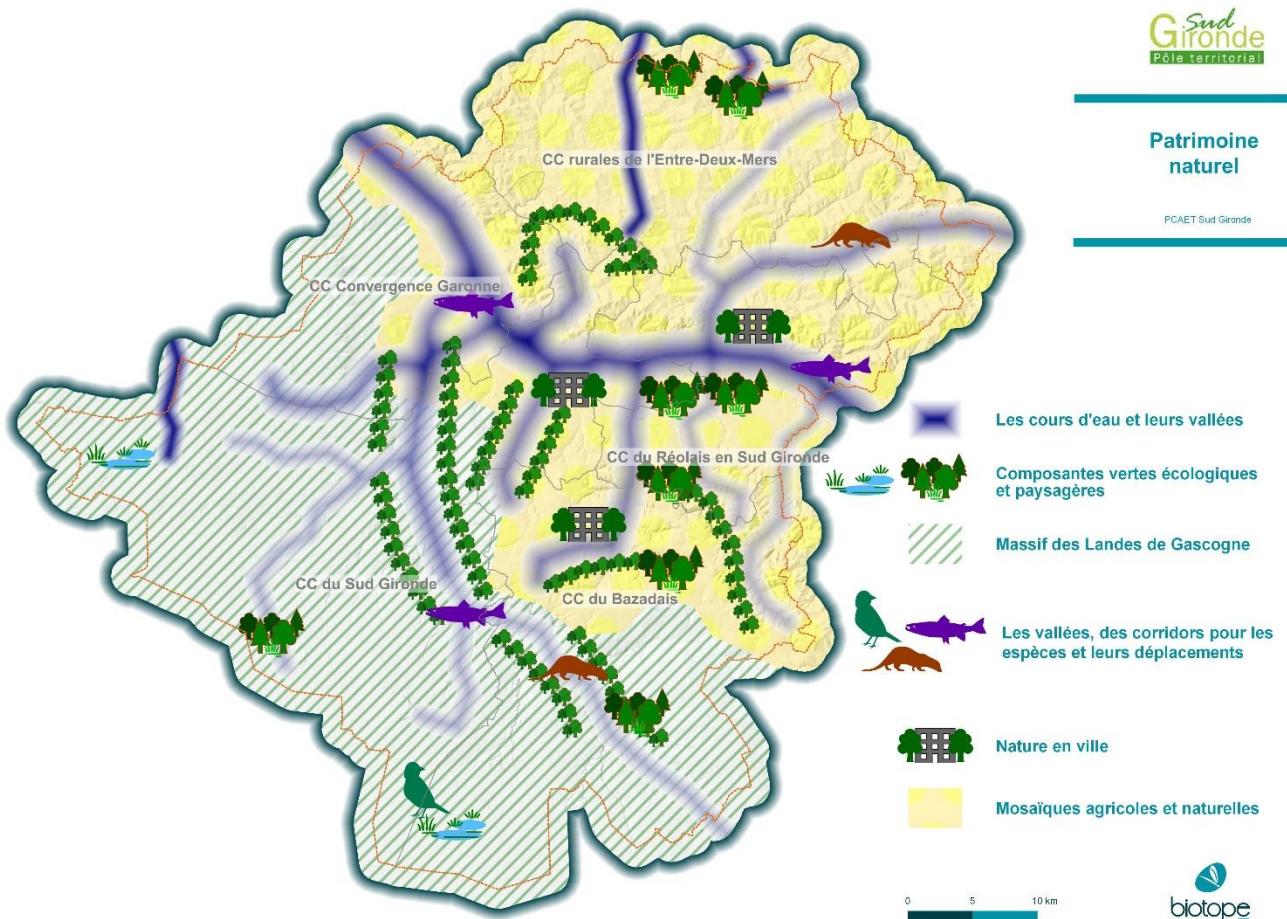 Sud
Gironde
Pôle territorial
Patrimoine
naturel
PCAET Sud Gironde
CC rurales de l'Entre-Deux-Mers
CC Convergence Garonne
CC du Réolais en Sud Gironde
CC du Sud Gironde
CC du Bazadais
Les cours d'eau et leurs vallées
Composantes vertes écologiques
et paysagères
Massif des Landes de Gascogne
Les vallées, des corridors pour les
espèces et leurs déplacements
Nature en ville
Mosaïques agricoles et naturelles
0 5 10 km
biotope